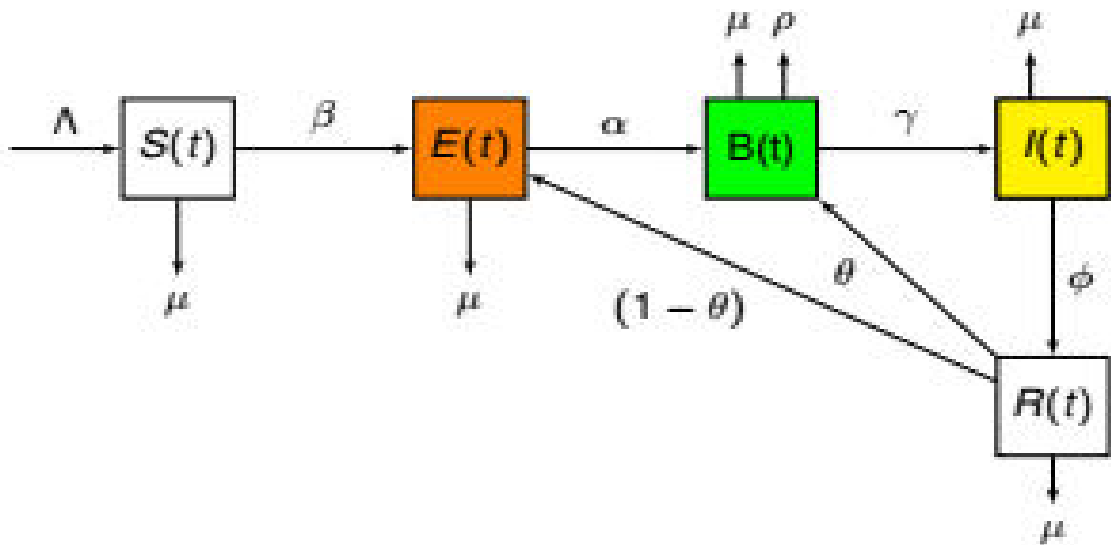 μ ρ μ
Λ S(t) β E(t) α B(t) γ I(t)
μ μ (1 − θ) θ ϕ
R(t)
μ